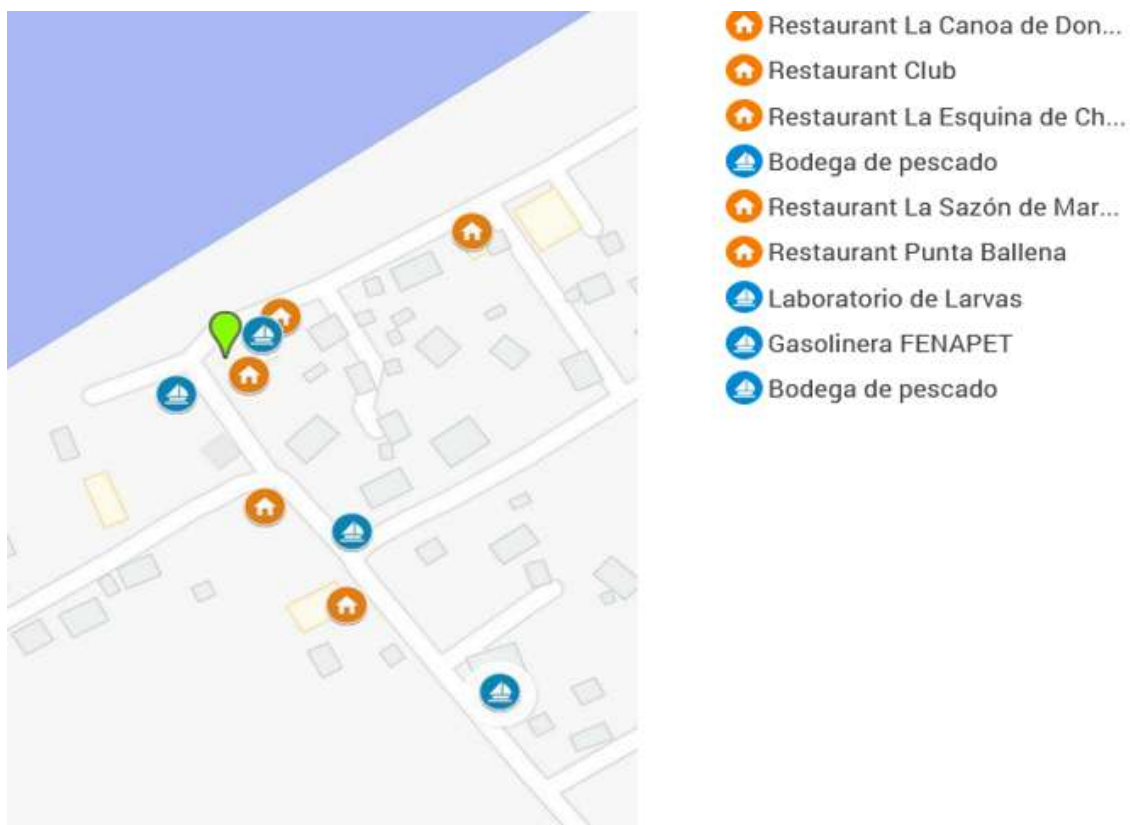 Restaurant La Canoa de Don...
Restaurant Club
Restaurant La Esquina de Ch...
Bodega de pescado
Restaurant La Sazón de Mar...
Restaurant Punta Ballena
Laboratorio de Larvas
Gasolinera FENAPET
Bodega de pescado